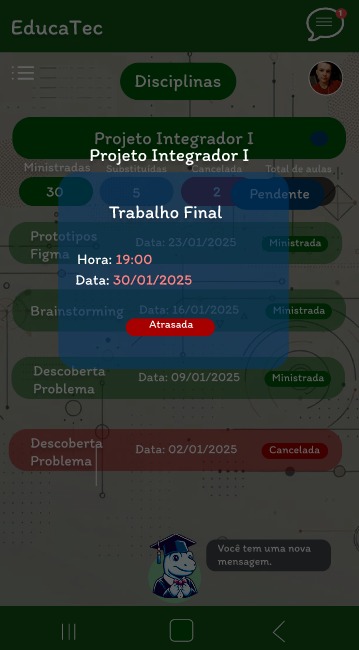 EducaTec
1
Disciplinas
Projeto Integrador I
Projeto Integrador I
Ministradas Substituídas Cancelada Total de aulas
30 5 2 Pendente
Trabalho Final
Prototipos Figma Data: 23/01/2025 Ministrada
Hora: 19:00
Data: 30/01/2025
Brainstorming Data: 16/01/2025 Ministrada
Atrasada
Descoberta Problema Data: 09/01/2025 Ministrada
Descoberta Problema Data: 02/01/2025 Cancelada
Você tem uma nova
mensagem.